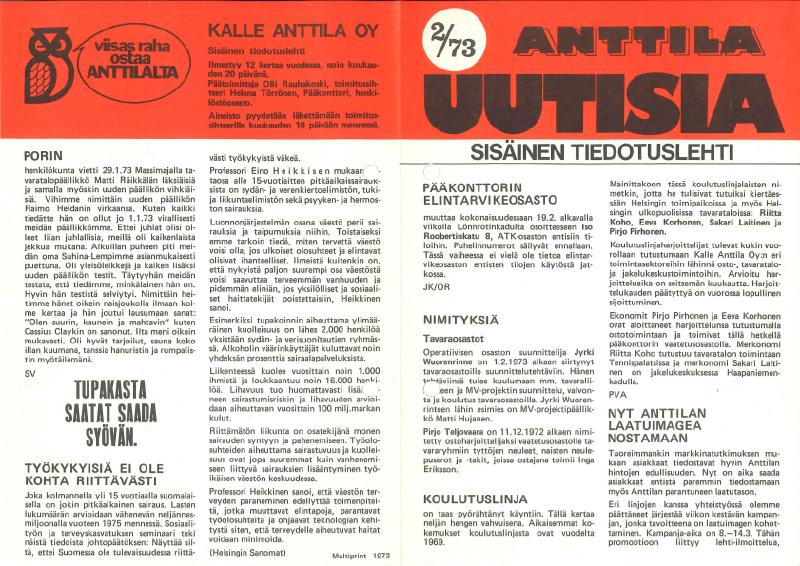 viisas raha
ostaa
ANTTILALTA
KALLE ANTTILA OY
Sisäinen tiedotuslehti
Ilmestyy 12 kertaa vuodessa, noin kuukau-
den 20 päivänä.
Päätoimittaja Olli Rauhakoski, toimitussih-
teeri Helena Törrönen, Pääkonttori, henki-
löstöosasto.
Aineisto pyydetään lähettämään toimitus-
sihteerille kuukauden 10 päivään mennessä.
PORIN
henkilökunta vietti 29.1.73 Massimajalla ta-
varatalopäällikkö Matti Räikkälän läksiäisiä
ja samalla myöskin uuden päällikön vihkiäi-
siä. Vihimme nimittäin uuden päällikön
Raimo Heidanin virkaansa. Kuten kaikki
tiedätte hän on ollut jo 1.1.73 virallisesti
meidän päällikkömme. Ettei juhlat olisi ol-
leet liian juhlallisia, meillä oli kaikenlaista
jekkua mukana. Alkutilan puheen piti mei-
dän oma Suhina-Lempimme asianmukaisesti
puettuna. Oli yleisöleikkejä ja kaiken lisäksi
uuden päällikön testit. Täytyyhän meidän
testata, että tiedämme, minkälainen hän on.
Hyvin hän testistä selviytyi. Nimittäin hei-
timme hänet oikein naisjoukolla ilmaan kol-
me kertaa ja hän joutui lausumaan sanat:
"Olen suurin, kaunein ja mahtavin" kuten
Cassius Claykin on sanonut. Ilta meni oikein
mukavasti. Oli hyvät tarjoilut, sauna koko
illan kuumana, tanssia hanuristin ja rumpalis-
tin myötäilemänä.
SV
TUPAKASTA
SAATAT SAADA
SYÖVÄN.
TYÖKYKYISIÄ EI OLE
KOHTA RIITTÄVÄSTI
Joka kolmannella yli 15 vuotiaalla suomalai-
sella on jokin pitkäaikainen sairaus. Lasten
lukumäärän arvioidaan vähenevän neljännes-
miljoonalla vuoteen 1975 mennessä. Sosiaali-
työn ja terveyskasvatuksen seminaari teki
näistä tiedoista johtopäätöksen: Näyttää sil-
tä, ettei Suomessa ole tulevaisuudessa riittä-
västi työkykyistä väkeä.
Professori Eino Heikkisen mukaan
taosa alle 15-vuotiaitten pitkäaikaissairauk-
sista on sydän- ja verenkiertoelimistön, tuki-
ja liikuntaelimistön sekä psyyken- ja hermos-
ton sairauksia.
Luonnonjärjestelmän osana väestö perii sai-
rauksia ja taipumuksia niihin. Toistaiseksi
emme tarkoin tiedä, miten tervettä väestö
voisi olla, jos ulkoiset olosuhteet ja elintavat
olisivat ihanteelliset. Ilmeistä kuitenkin on,
että nykyistä paljon suurempi osa väestöstä
voisi saavuttaa terveemmän vanhuuden ja
pidemmän eliniän, jos yksilölliset ja sosiaali-
set haittatekijät poistettaisiin, Heikkinen
sanoi.
Esimerkiksi tupakoinnin aiheuttama ylimää-
räinen kuolleisuus on lähes 2.000 henkilöä
yksistään sydän- ja verisuonitautien ryhmäs-
sä. Alkoholin väärinkäyttäjät kuluttavat noin
yhdeksän prosenttia sairaalapalveluksista.
Liikenteessä kuolee vuosittain noin 1.000
ihmistä ja loukkaantuu noin 16.000 henki-
löä. Lihavuus tuo huomattavasti lisää
neen sairastumisriskin ja lihavuuden arvioi-
daan aiheuttavan vuosittain 100 milj.markan
kulut.
Riittämätön liikunta on osatekijänä monen
sairauden syntyyn ja pahenemiseen. Työolo-
suhteiden aiheuttama sairastuvuus ja kuollei-
suus ovat jopa suuremmat kuin vanhenemi-
seen liittyvä sairauksien lisääntyminen työ-
ikäisen väestön keskuudessa.
Professori Heikkinen sanoi, että väestön ter-
veyden paraneminen edellyttää toimenpitei-
tä, jotka muuttavat elintapoja, parantavat
työolosuhteita ja ohjaavat teknologian kehi-
tystä siten, että terveydelle aiheutuvat haitat
voidaan minimoida.
(Helsingin Sanomat)
Multiprint 1973
2/73
ANTTILA
UUTISIA
SISÄINEN TIEDOTUSLEHTI
PÄÄKONTTORIN
ELINTARVIKEOSASTO
muuttaa kokonaisuudessaan 19.2. alkavalla
viikolla Lönnrotinkadulta osoitteeseen Iso
Roobertinkatu 8, ATK-osaston entisiin ti-
loihin. Puhelinnumerot säilyvät ennallaan.
Tässä vaiheessa ei vielä ole tietoa elintar-
vikeosaston entisten tilojen käytöstä jat-
kossa.
JK/OR
NIMITYKSIÄ
Tavaraosastot
Operatiivisen osaston suunnittelija Jyrki
Wuorenrinne on 1.2.1973 alkaen siirtynyt
tavaraosastoille suunnittelutehtäviin. Hänen
tehtäviinsä tulee kuulumaan mm. tavaralii-
teen ja MV-projektin suunnittelu, valvon-
ta ja koulutus tavaraosastoilla. Jyrki Wuoren-
rinteen lähin esimies on MV-projektipäällik-
kö Matti Hujanen.
Pirjo Teljovaara on 11.12.1972 alkaen nimi-
tetty ostoharjoittelijaksi vaatetusosastolle ta-
vararyhmiin tyttöjen neuleet, naisten neule-
puserot ja -takit, joissa ostajana toimii Inga
Eriksson.
KOULUTUSLINJA
on taas pyörähtänyt käyntiin. Tällä kertaa
neljän hengen vahvuisena. Aikaisemmat ko-
kemukset koulutuslinjasta ovat vuodelta
1969.
Mainittakoon tässä koulutuslinjalaisten ni-
metkin, jotta he tulisivat tutuiksi kiertäes-
sään Helsingin toimipaikoissa ja myös Hel-
singin ulkopuolisissa tavarataloissa: Riitta
Koho, Eeva Korhonen, Sakari Laitinen ja
Pirjo Pirhonen.
Koulutuslinjaharjoittelijat tulevat kukin vuo-
rollaan tutustumaan Kalle Anttila Oy:n eri
toimintasektoreihin lähinnä osto-, tavaratalo-
ja jakelukeskustoimintoihin. Arvioitu har-
joitteluaika on seitsemän kuukautta. Harjoit-
telukauden päätyttyä on vuorossa lopullinen
sijoittuminen.
Ekonomit Pirjo Pirhonen ja Eeva Korhonen
ovat aloittaneet harjoittelunsa tutustumalla
ostotoimintaan ja toimivat tällä hetkellä
pääkonttorin vaatetusosastolla. Merkonomi
Riitta Koho tutustuu tavaratalon toimintaan
Tennispalatsissa ja merkonomi Sakari Laiti-
nen on jakelukeskuksessa Haapaniemen-
kadulla.
PVA
NYT ANTTILAN
LAATUIMAGEA
NOSTAMAAN
Tuoreimmankin markkinatutkimuksen mu-
kaan asiakkaat tiedostavat hyvin Anttilan
hintojen edullisuuden. Nyt on aika saada
asiakkaat entistä paremmin tiedostamaan
myös Anttilan parantuneen laatutason.
Eri linjojen kanssa yhteistyössä olemme
päättäneet järjestää viikon kestävän kampan-
jan, jonka tavoitteena on laatuimagen kohot-
taminen. Kampanja-aika on 8.–14.3. Tähän
promootioon liittyy lehti-ilmoittelua,